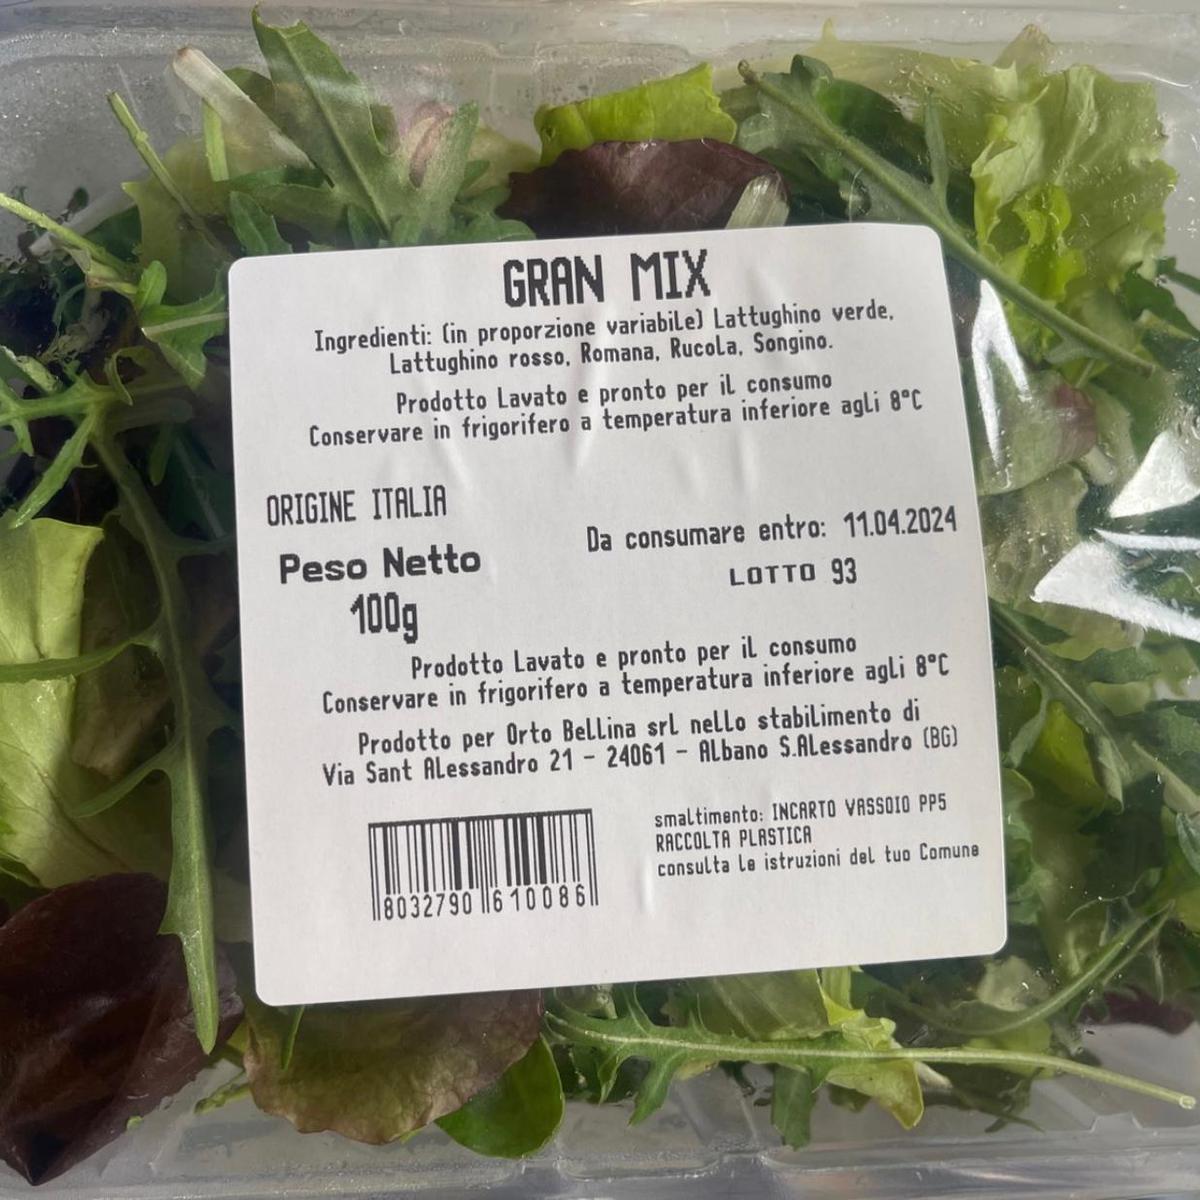 GRAN MIX
Ingredienti: (in proporzione variabile) Lattughino verde,
Lattughino rosso, Romana, Rucola, Songino.
Prodotto Lavato e pronto per il consumo
Conservare in frigorifero a temperatura inferiore agli 8°C
ORIGINE ITALIA
Da consumare entro: 11.04.2024
Peso Netto
LOTTO 93
100g
Prodotto Lavato e pronto per il consumo
Conservare in frigorifero a temperatura inferiore agli 8°C
Prodotto per Orto Bellina srl nello stabilimento di
Via Sant Alessandro 21 - 24061 - Albano S.Alessandro (BG)
smaltimento: INCARTO VASSOIO PP5
RACCOLTA PLASTICA
consulta le istruzioni del tuo Comune
8032790 610086